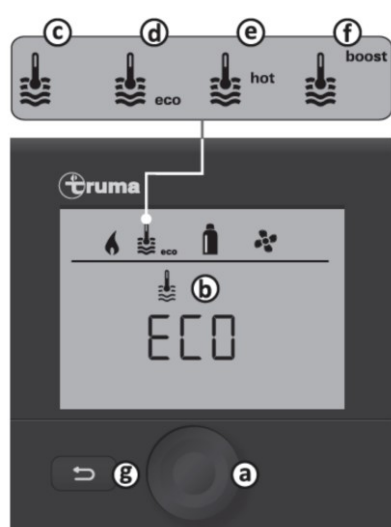 c d e f
eco hot boost
truma
eco
b
ECO
g a